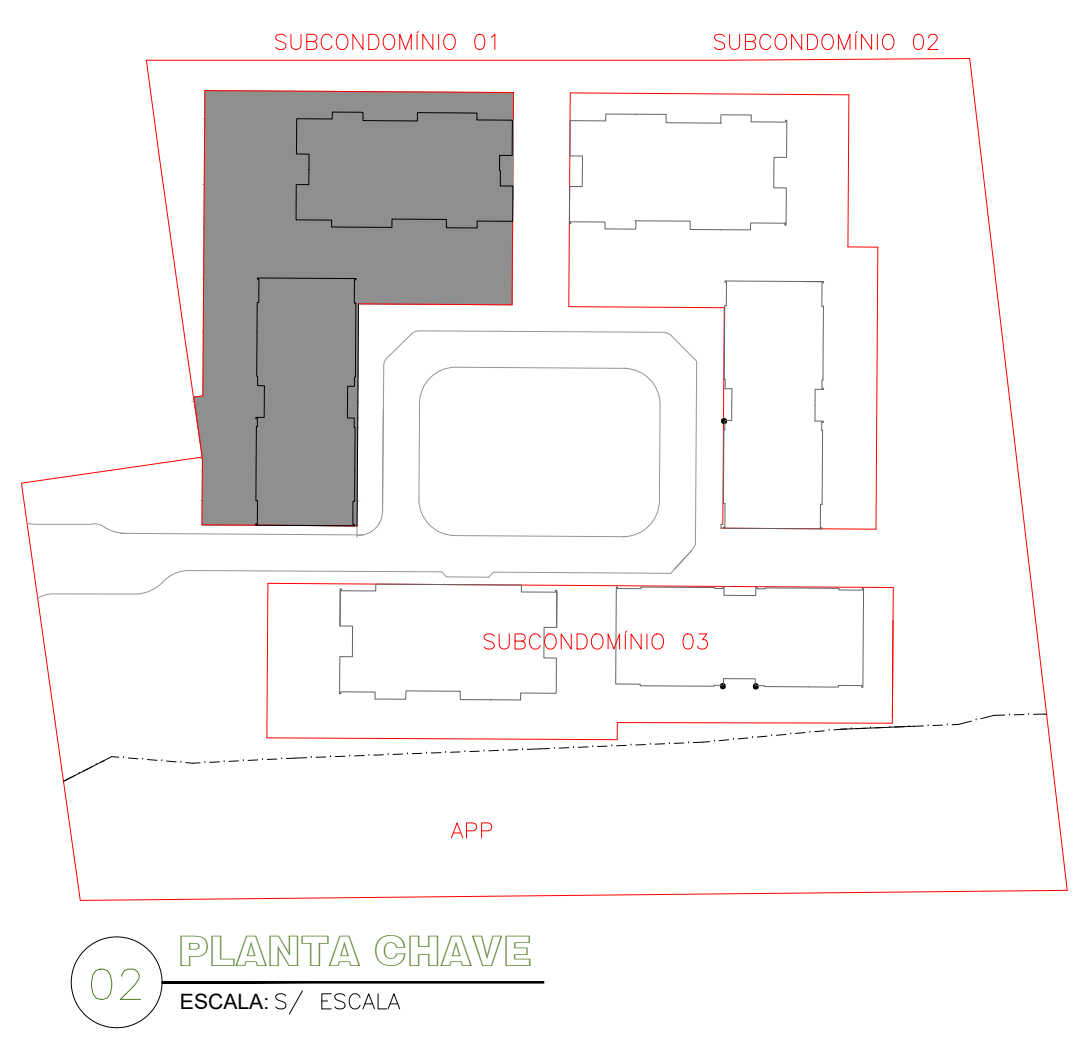 SUBCONDOMÍNIO 01
SUBCONDOMÍNIO 02
SUBCONDOMÍNIO 03
APP
02
PLANTA CHAVE
ESCALA: S/ ESCALA